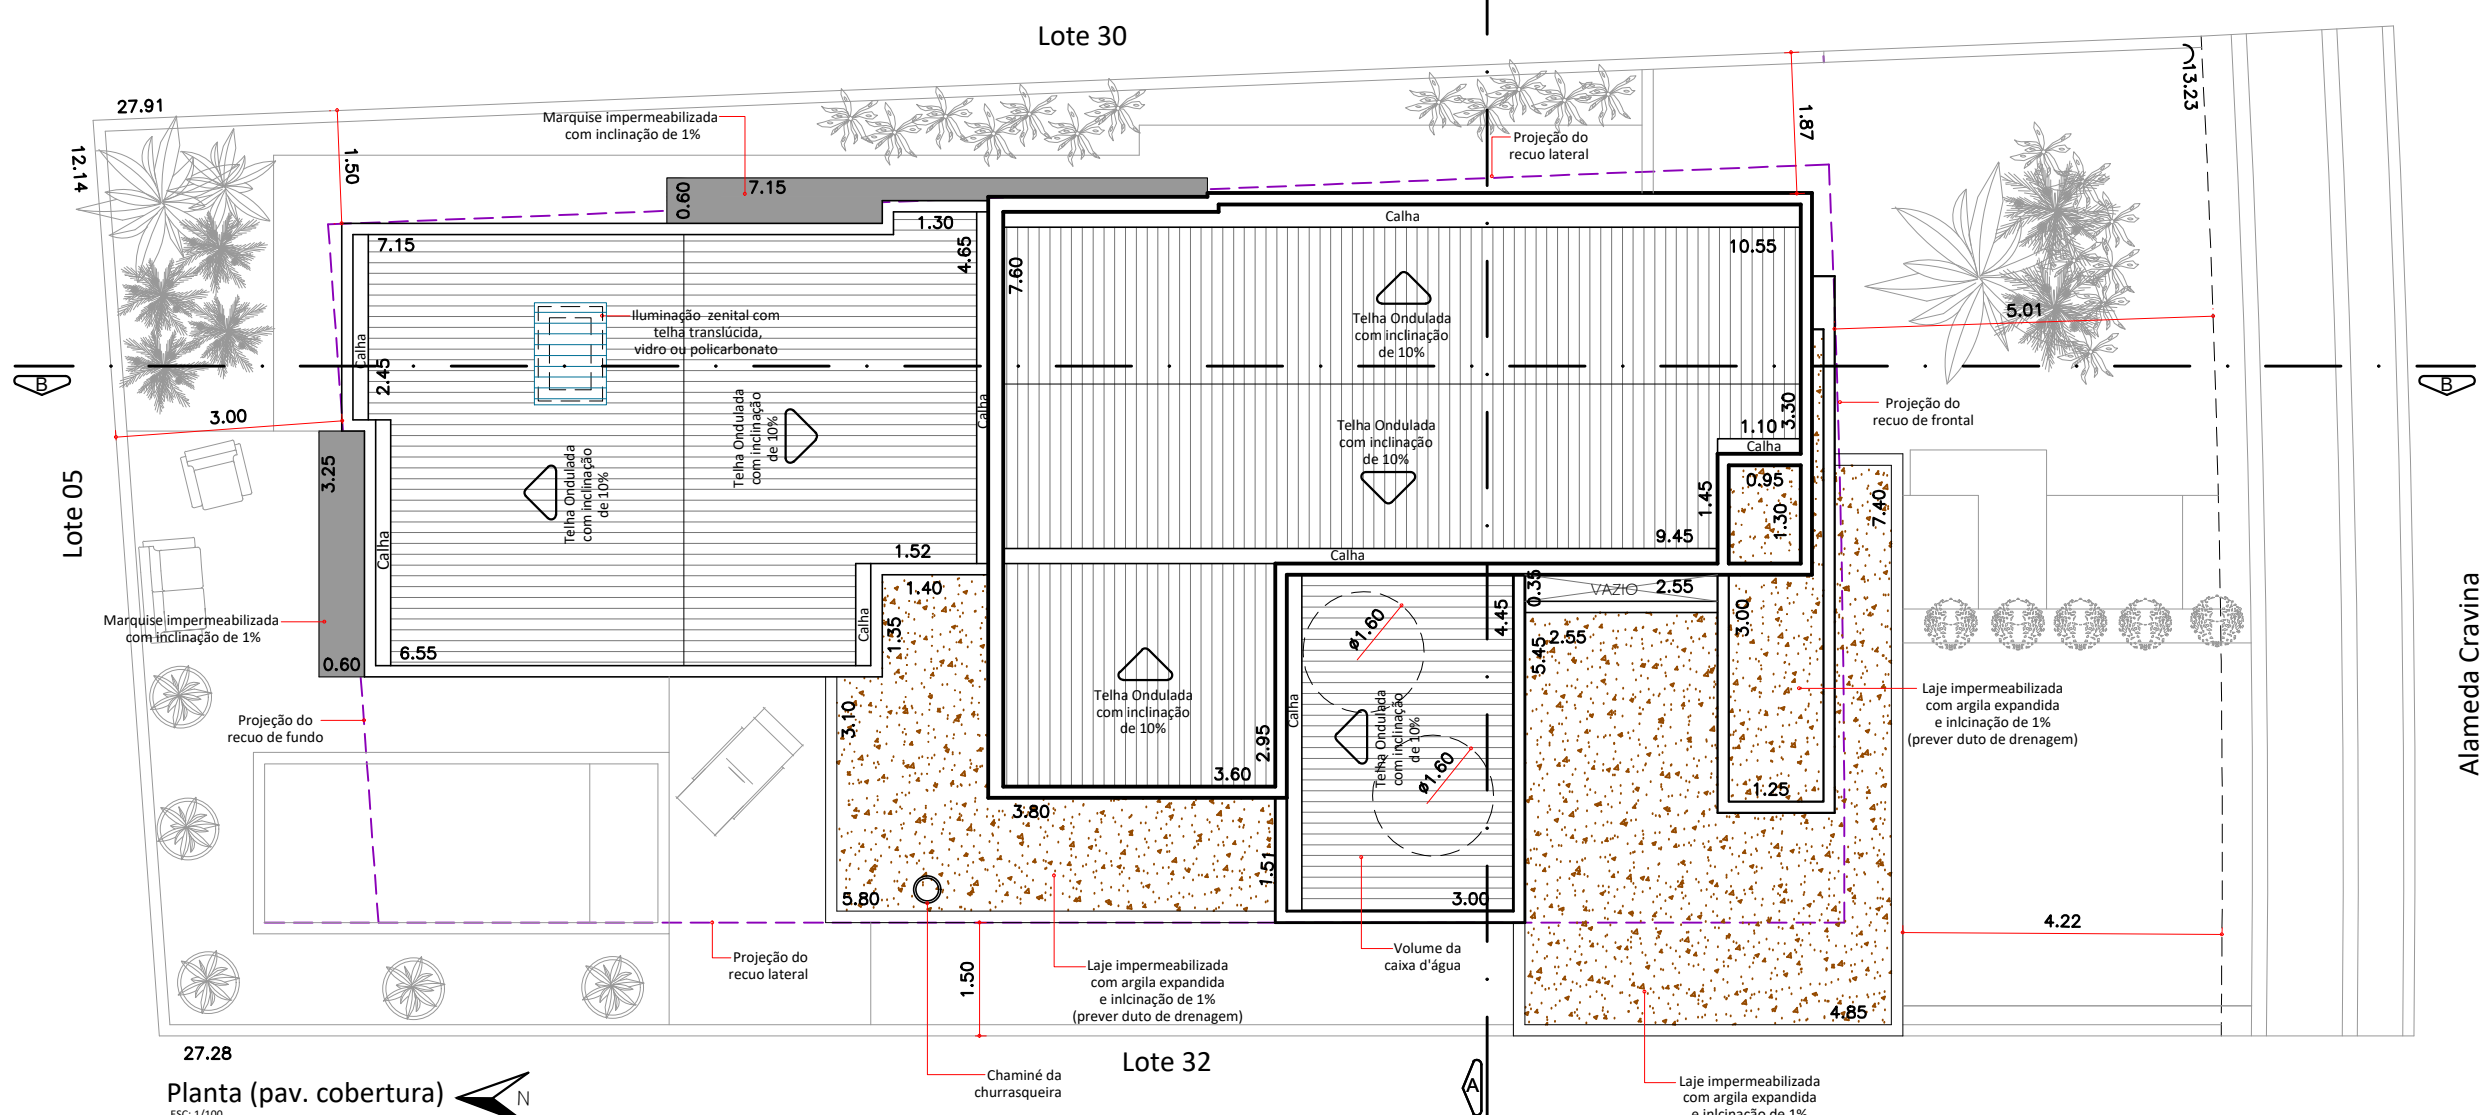 Lote 30
27.91
12.14
1.50
Marquise impermeabilizada
com inclinação de 1%
0.60
7.15
Projeção do
recuo lateral
1.87
13.23
7.15
1.30
4.65
7.60
Calha
10.55
5.01
Iluminação zenital com
telha translúcida,
vidro ou policarbonato
Telha Ondulada
com inclinação
de 10%
Calha
2.45
B
B
3.00
Telha Ondulada
com inclinação
de 10%
Calha
Telha Ondulada
com inclinação
de 10%
3.30
1.10
Calha
Projeção do
recuo de frontal
Lote 05
3.25
Telha Ondulada
com inclinação
de 10%
Calha
1.45
0.95
1.30
7.40
9.45
Calha
1.52
1.40
1.35
Calha
Marquise impermeabilizada
com inclinação de 1%
0.60
6.55
ø1.60
4.45
0.35
VAZIO
2.55
2.55
5.45
3.00
Alameda Cravina
Projeção do
recuo de fundo
3.10
Telha Ondulada
com inclinação
de 10%
2.95
3.60
Calha
Telha Ondulada
com inclinação
de 10%
ø1.60
Laje impermeabilizada
com argila expandida
e inlcinação de 1%
(prever duto de drenagem)
1.25
3.80
1.51
5.80
3.00
4.22
Projeção do
recuo lateral
1.50
Laje impermeabilizada
com argila expandida
e inlcinação de 1%
(prever duto de drenagem)
Volume da
caixa d'água
4.85
27.28
Lote 32
Planta (pav. cobertura)
N
ESC: 1/100
Chaminé da
churrasqueira
A
Laje impermeabilizada
com argila expandida
e inlcinação de 1%